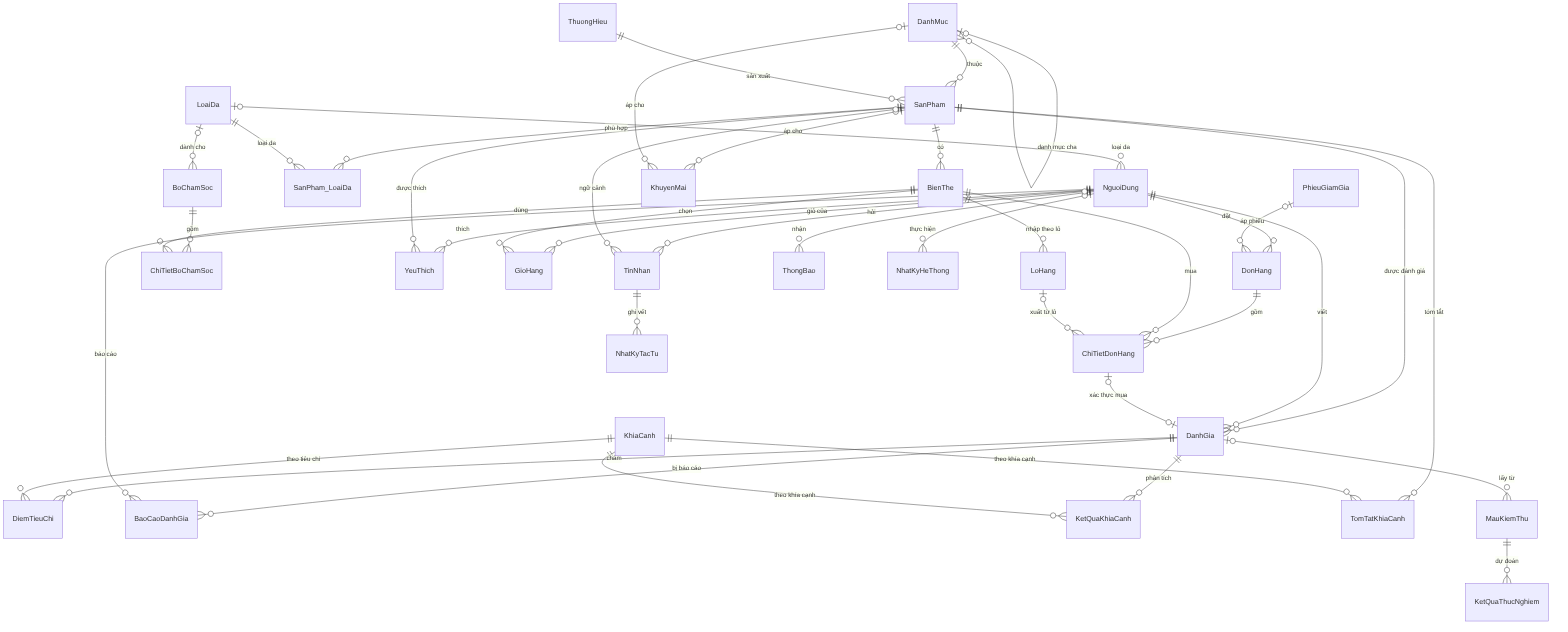 ThuongHieu
DanhMuc
sản xuất
thuộc
LoaiDa
áp cho
SanPham
phù hợp
áp cho
dành cho
loại da
có
danh mục cha
loại da
BoChamSoc
SanPham_LoaiDa
được thích
ngữ cảnh
KhuyenMai
BienThe
NguoiDung
PhieuGiamGia
dùng
chọn
giỏ của
hỏi
đặt
áp phiếu
gồm
thích
nhận
thực hiện
nhập theo lô
ChiTietBoChamSoc
YeuThich
GioHang
TinNhan
ThongBao
NhatKyHeThong
LoHang
mua
DonHang
được đánh giá
ghi vết
xuất từ lô
gồm
viết
tóm tắt
báo cáo
NhatKyTacTu
ChiTietDonHang
xác thực mua
KhiaCanh
DanhGia
theo tiêu chí
chấm
bị báo cáo
theo khía cạnh
theo khía cạnh
phân tích
lấy từ
DiemTieuChi
BaoCaoDanhGia
KetQuaKhiaCanh
TomTatKhiaCanh
MauKiemThu
dự đoán
KetQuaThucNghiem